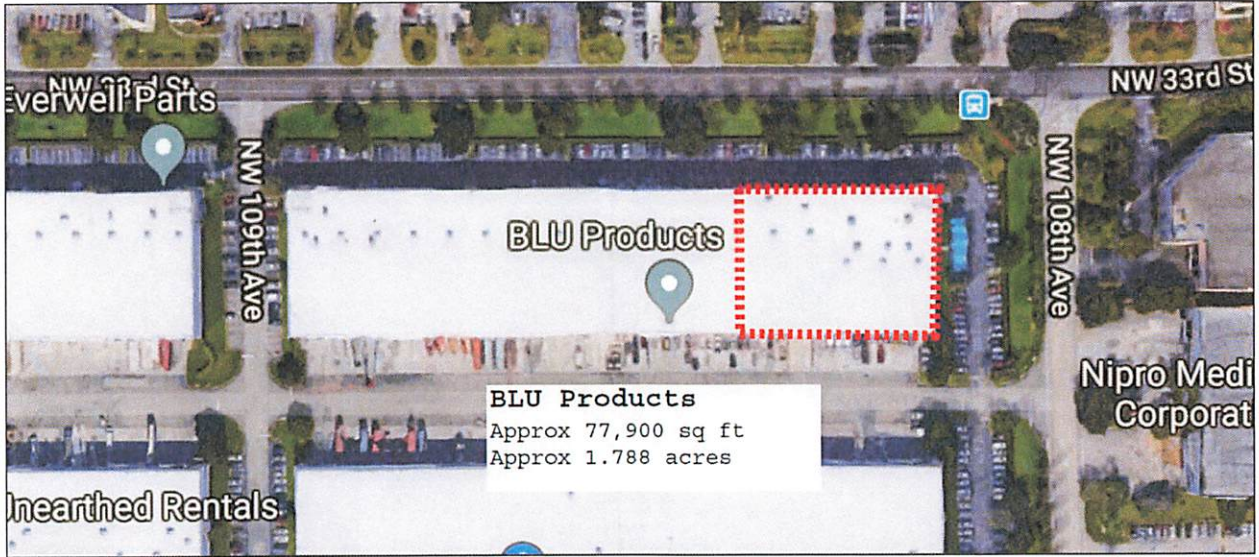 NW 33rd St
NW 33rd St
Everwell Parts
NW 109th Ave
NW 108th Ave
BLU Products
BLU Products
Approx 77,900 sq ft
Approx 1.788 acres
Nipro Medi
Corporat
Unearthed Rentals